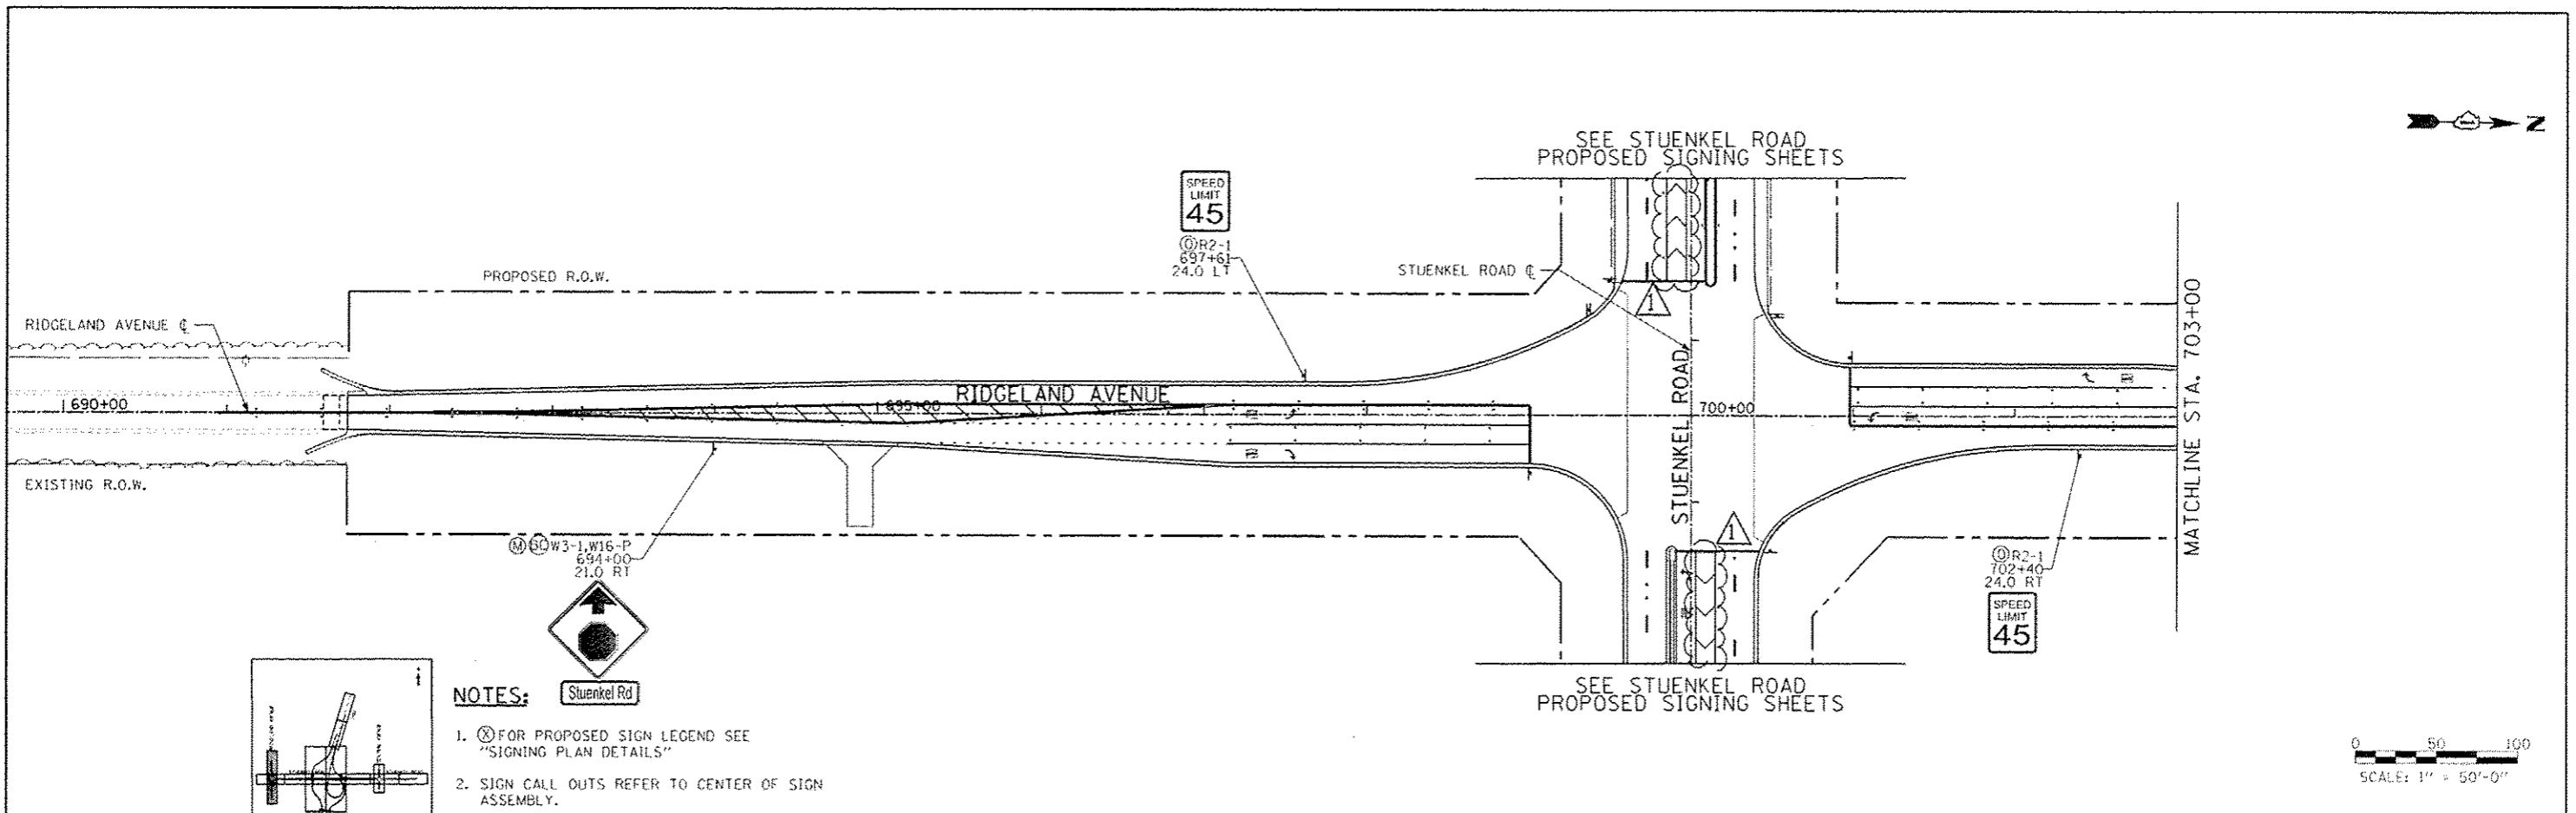 N
SEE STUENKEL ROAD
PROPOSED SIGNING SHEETS
SPEED
LIMIT
45
R2-1
697+61
24.0 LT
STUENKEL ROAD ℄
PROPOSED R.O.W.
RIDGELAND AVENUE ℄
1
690+00
RIDGELAND AVENUE
695+00
STUENKEL ROAD
700+00
MATCHLINE STA. 703+00
EXISTING R.O.W.
W3-1,W16-P
694+00
21.0 RT
1
R2-1
702+40
24.0 RT
SPEED
LIMIT
45
Stuenkel Rd
SEE STUENKEL ROAD
PROPOSED SIGNING SHEETS
NOTES:
1. Ⓧ FOR PROPOSED SIGN LEGEND SEE
"SIGNING PLAN DETAILS"
2. SIGN CALL OUTS REFER TO CENTER OF SIGN
ASSEMBLY.
0 50 100
SCALE: 1" = 50'-0"